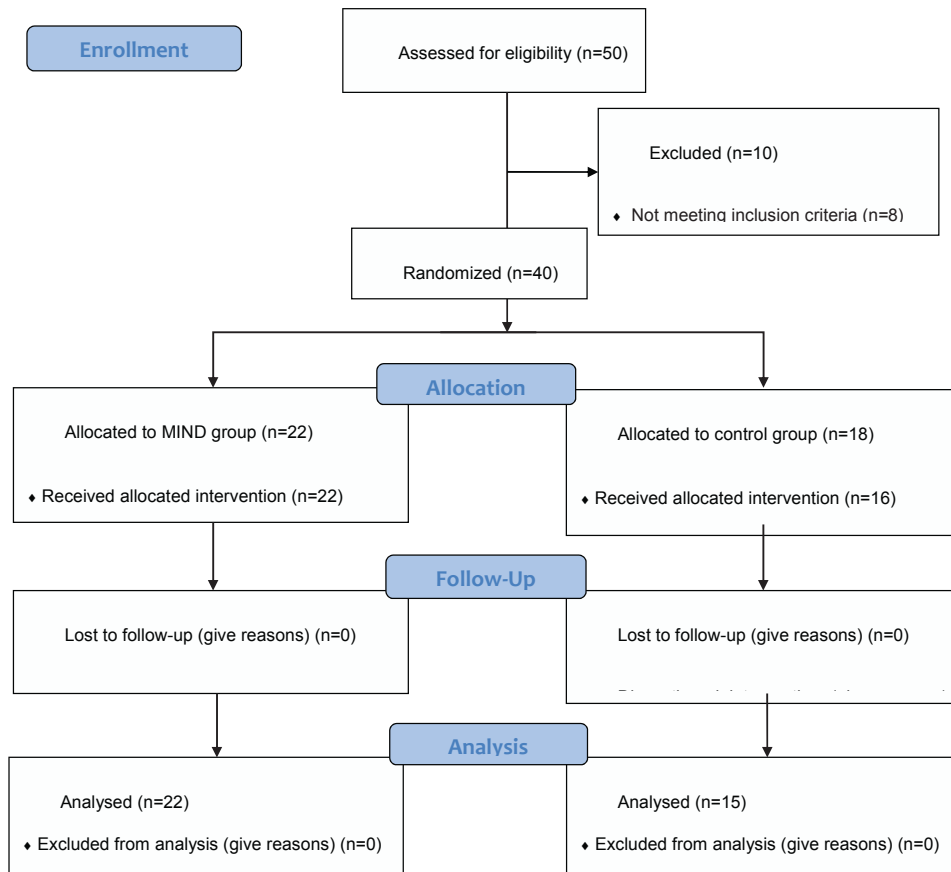 Enrollment
Assessed for eligibility (n=50)
Excluded (n=10)
♦ Not meeting inclusion criteria (n=8)
Randomized (n=40)
Allocation
Allocated to MIND group (n=22)
♦ Received allocated intervention (n=22)
Allocated to control group (n=18)
♦ Received allocated intervention (n=16)
Follow-Up
Lost to follow-up (give reasons) (n=0)
Lost to follow-up (give reasons) (n=0)
Analysis
Analysed (n=22)
♦ Excluded from analysis (give reasons) (n=0)
Analysed (n=15)
♦ Excluded from analysis (give reasons) (n=0)